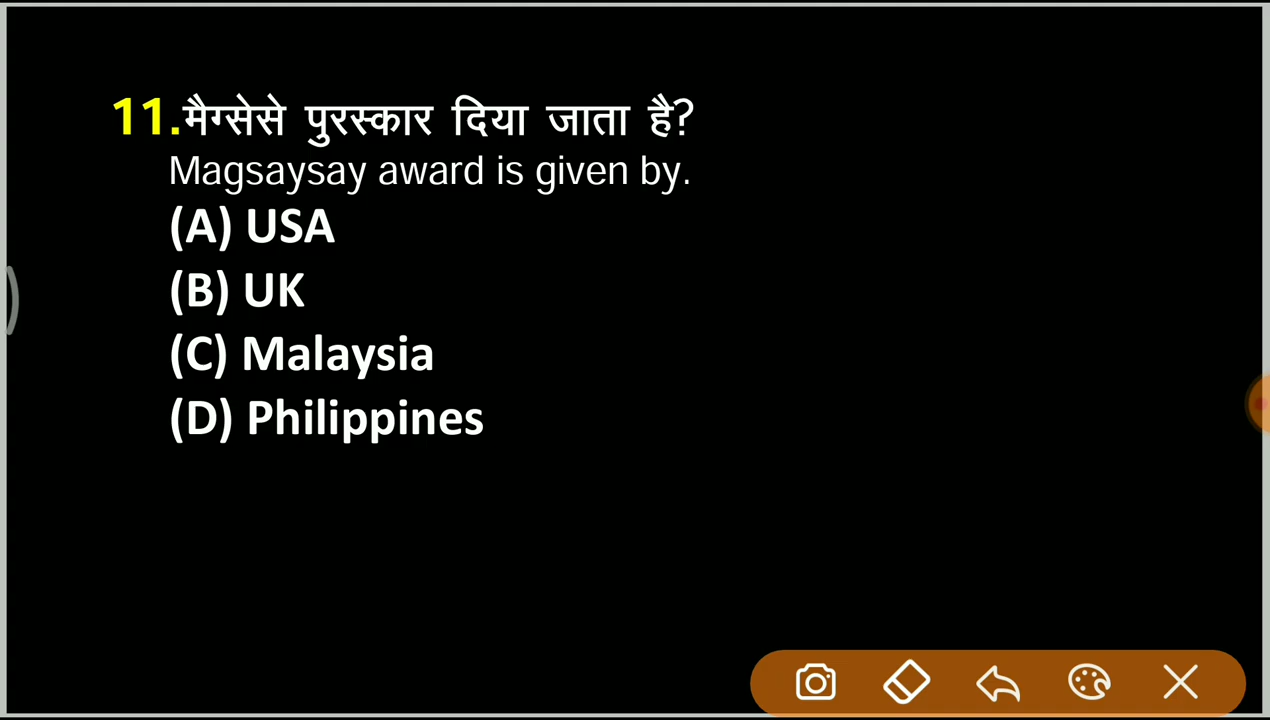 11.मैग्सेसे पुरस्कार दिया जाता है?
Magsaysay award is given by.
(A) USA
(B) UK
(C) Malaysia
(D) Philippines